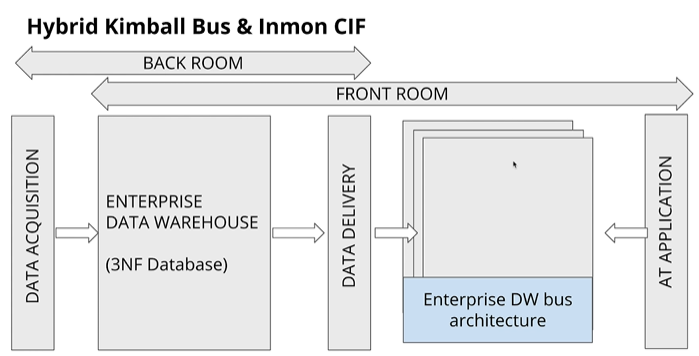 Hybrid Kimball Bus & Inmon CIF
BACK ROOM
FRONT ROOM
DATA ACQUISITION
ENTERPRISE
DATA WAREHOUSE
(3NF Database)
DATA DELIVERY
Enterprise DW bus
architecture
AT APPLICATION